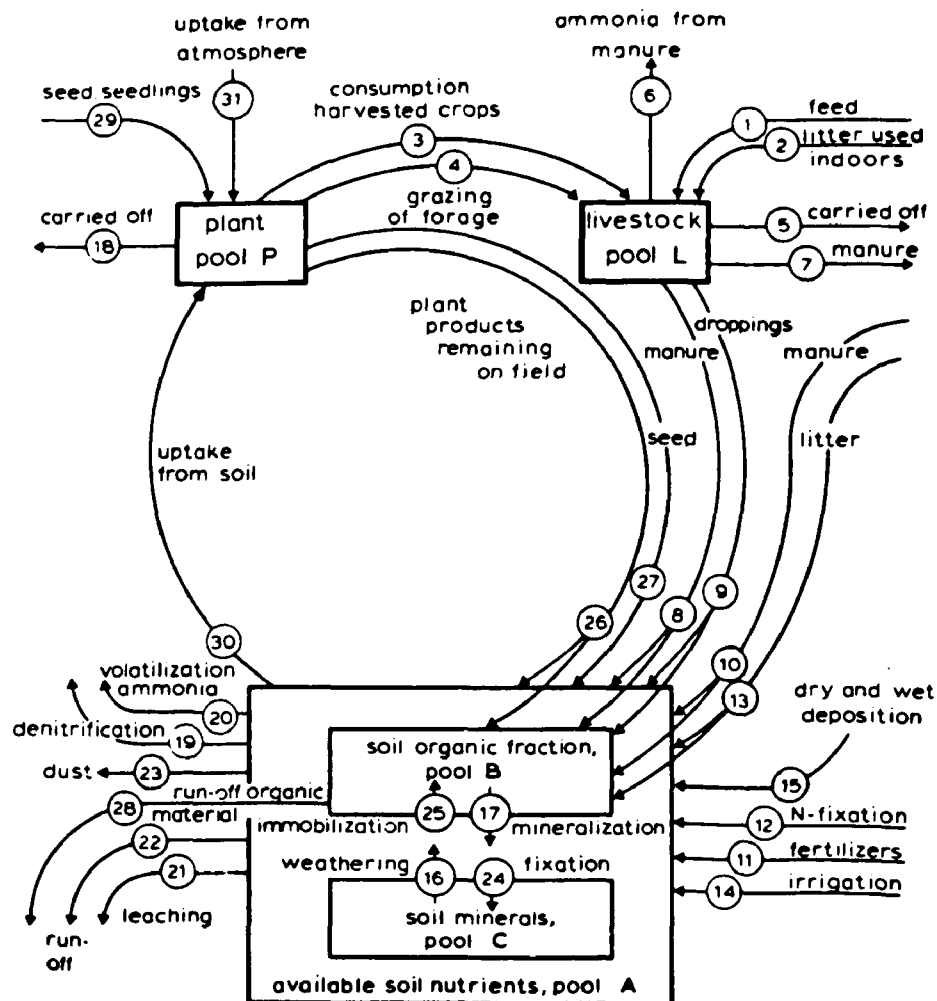 uptake from
atmosphere
ammonia from
manure
seed seedlings
31
consumption
harvested crops
6
feed
29
3
1
2
litter used
indoors
4
grazing
of forage
carried off
18
plant
pool P
livestock
pool L
5
carried off
7
manure
plant
products
remaining
on field
droppings
manure
manure
seed
litter
uptake
from soil
27
9
26
8
30
10
13
volatilization
ammonia
20
dry and wet
deposition
denitrification
19
soil organic fraction,
pool B
dust
23
15
28
run-off organic
material
25
17
12
N-fixation
immobilization
mineralization
22
11
fertilizers
weathering
fixation
16
24
21
14
irrigation
leaching
soil minerals,
pool C
run-
off
available soil nutrients, pool A